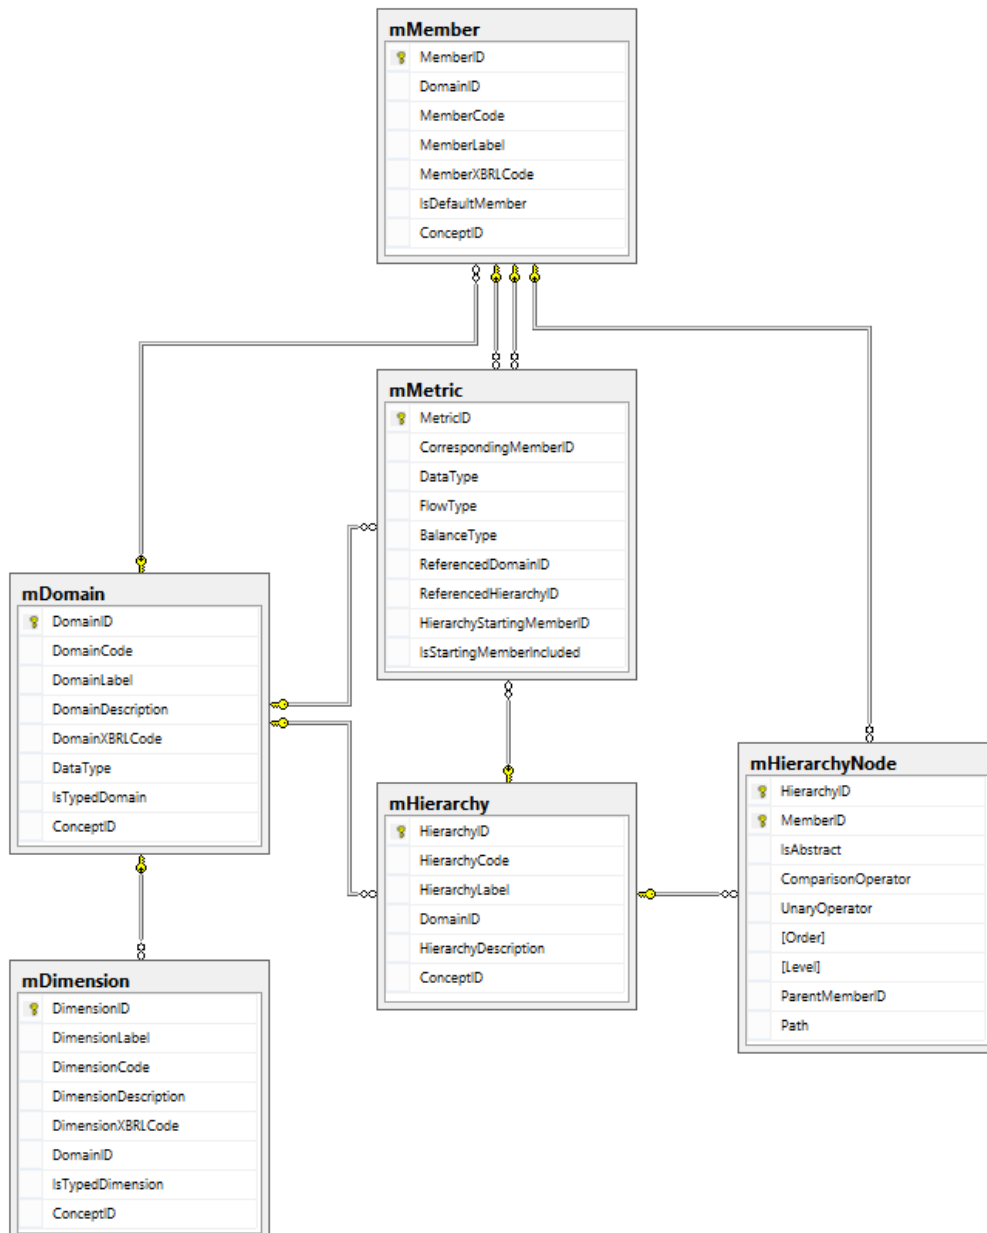 mMember
MemberID
DomainID
MemberCode
MemberLabel
MemberXBRLCode
IsDefaultMember
ConceptID
mMetric
MetricID
CorrespondingMemberID
DataType
FlowType
BalanceType
ReferencedDomainID
ReferencedHierarchyID
HierarchyStartingMemberID
IsStartingMemberIncluded
mDomain
DomainID
DomainCode
DomainLabel
DomainDescription
DomainXBRLCode
DataType
IsTypedDomain
ConceptID
mHierarchy
HierarchyID
HierarchyCode
HierarchyLabel
DomainID
HierarchyDescription
ConceptID
mHierarchyNode
HierarchyID
MemberID
IsAbstract
ComparisonOperator
UnaryOperator
[Order]
[Level]
ParentMemberID
Path
mDimension
DimensionID
DimensionLabel
DimensionCode
DimensionDescription
DimensionXBRLCode
DomainID
IsTypedDimension
ConceptID